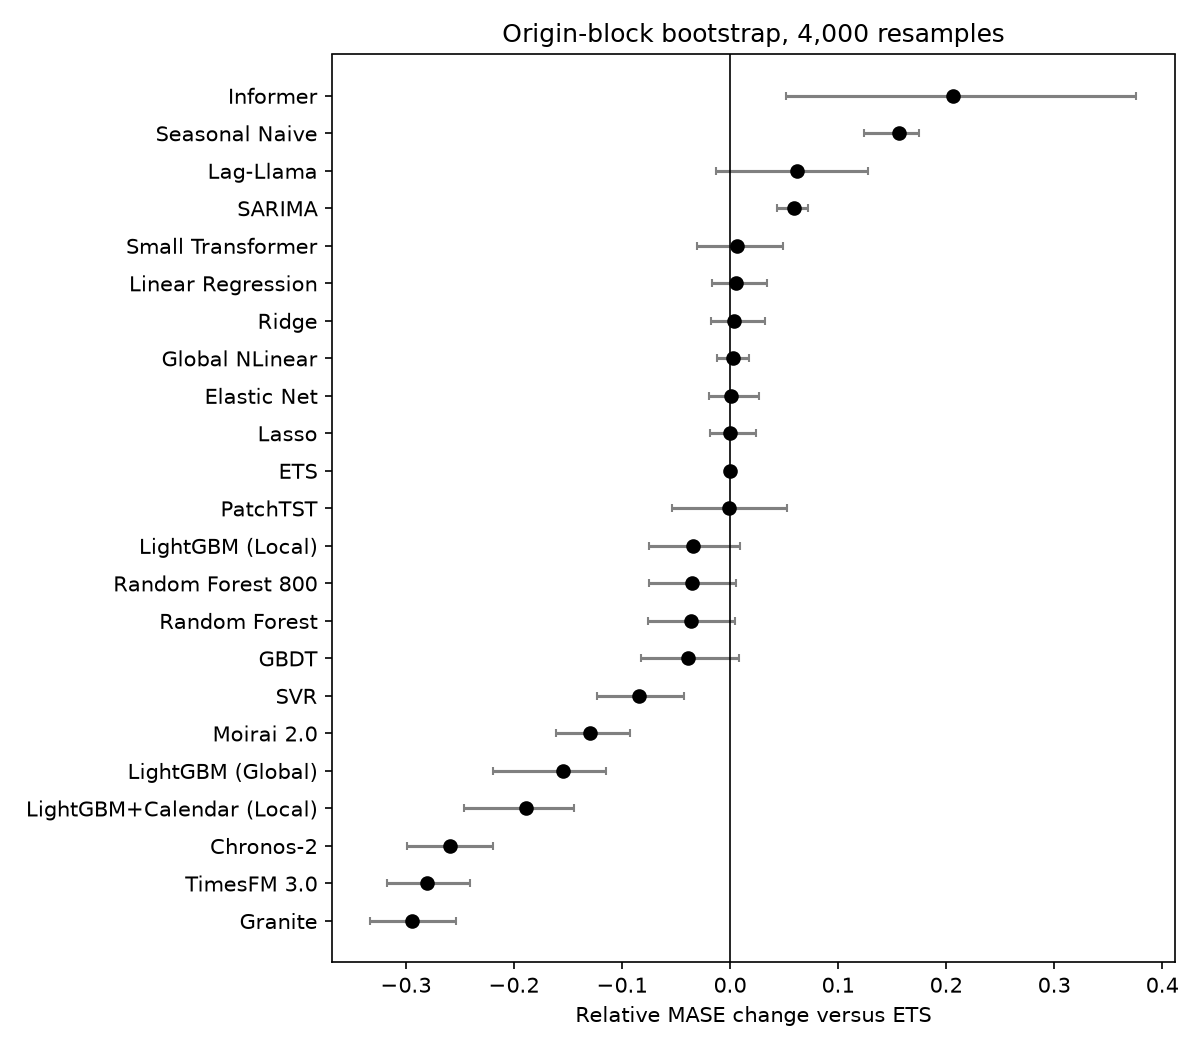 Origin-block bootstrap, 4,000 resamples
Informer
Seasonal Naive
Lag-Llama
SARIMA
Small Transformer
Linear Regression
Ridge
Global NLinear
Elastic Net
Lasso
ETS
PatchTST
LightGBM (Local)
Random Forest 800
Random Forest
GBDT
SVR
Moirai 2.0
LightGBM (Global)
LightGBM+Calendar (Local)
Chronos-2
TimesFM 3.0
Granite
−0.3 −0.2 −0.1 0.0 0.1 0.2 0.3 0.4
Relative MASE change versus ETS